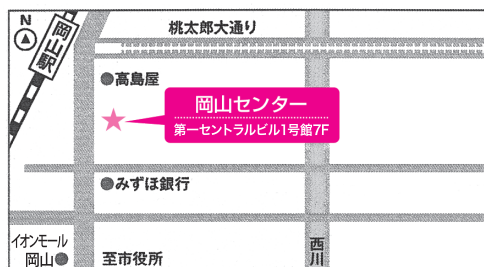 N
桃太郎大通り
岡山駅
高島屋
岡山センター
第一セントラルビル1号館7F
みずほ銀行
イオンモール
岡山
至市役所
西川